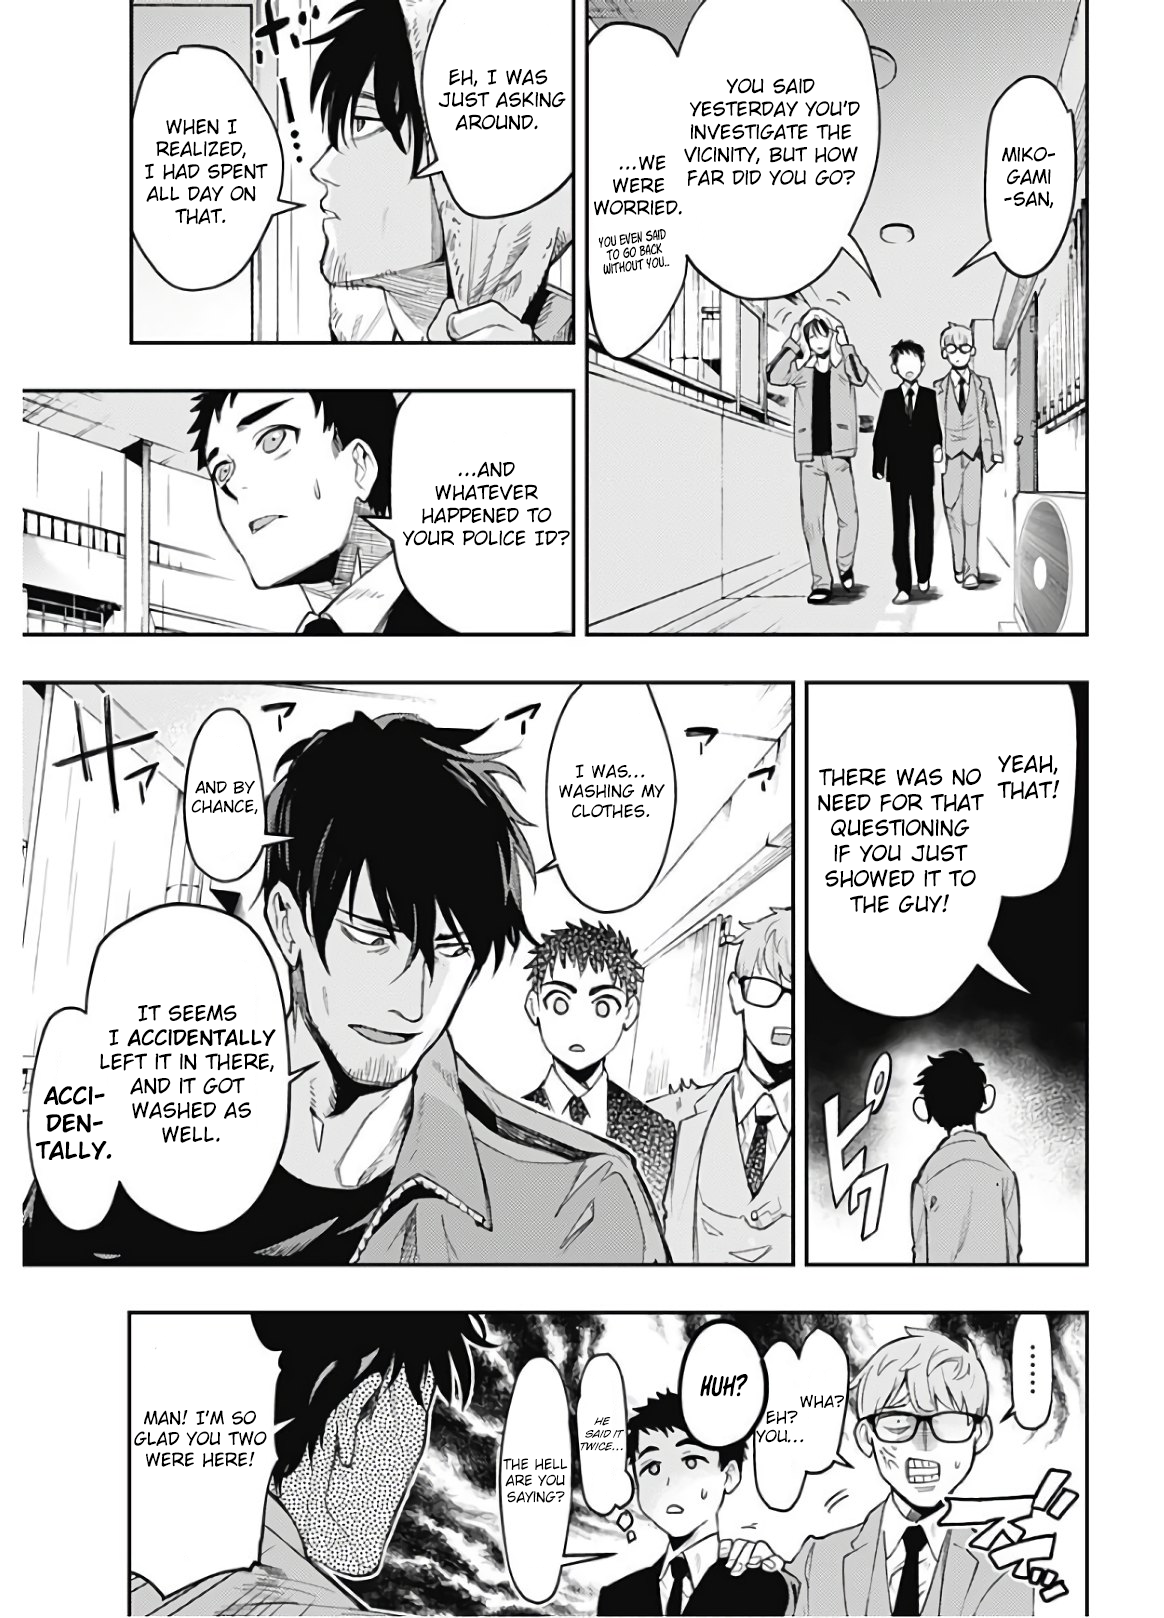 MIKO-
GAMI
-SAN,
YOU SAID
YESTERDAY YOU'D
INVESTIGATE THE
VICINITY, BUT HOW
FAR DID YOU GO?
...WE
WERE
WORRIED.
YOU EVEN SAID
TO GO BACK
WITHOUT YOU..
EH, I WAS
JUST ASKING
AROUND.
ボーー…
WHEN I
REALIZED,
I HAD SPENT
ALL DAY ON
THAT.
...AND
WHATEVER
HAPPENED TO
YOUR POLICE ID?
YEAH,
THAT!
THERE WAS NO
NEED FOR THAT
QUESTIONING
IF YOU JUST
SHOWED IT TO
THE GUY!
ピク
I WAS...
WASHING MY
CLOTHES.
AND BY
CHANCE,
IT SEEMS
I ACCIDENTALLY
LEFT IT IN THERE,
AND IT GOT
WASHED AS
WELL.
ACCI-
DEN-
TALLY.
........
WHA?
EH?
YOU...
HUH?
HE
SAID IT
TWICE...
THE HELL
ARE YOU
SAYING?
MAN! I'M SO
GLAD YOU TWO
WERE HERE!